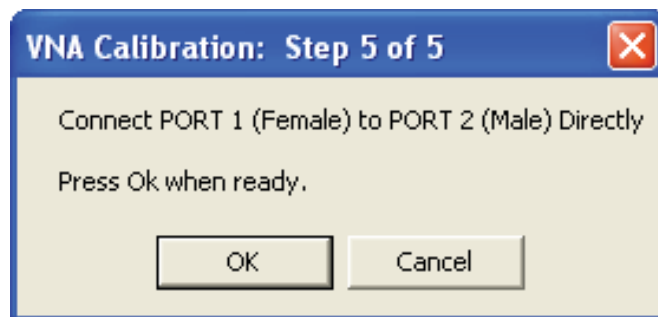 VNA Calibration: Step 5 of 5
Connect PORT 1 (Female) to PORT 2 (Male) Directly
Press Ok when ready.
OK
Cancel